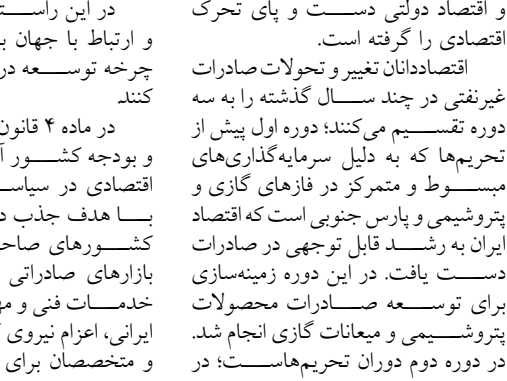 و اقتصاد دولتی دست و پای تحرک
اقتصادی را گرفته است.
اقتصاددانان تغییر و تحولات صادرات
غیرنفتی در چند سال گذشته را به سه
دوره تقسیم می‌کنند؛ دوره اول پیش از
تحریم‌ها که به دلیل سرمایه‌گذاری‌های
مبسوط و متمرکز در فازهای گازی و
پتروشیمی و پارس جنوبی است که اقتصاد
ایران به رشد قابل توجهی در صادرات
دست یافت. در این دوره زمینه‌سازی
برای توسعه صادرات محصولات
پتروشیمی و میعانات گازی انجام شد.
در دوره دوم دوران تحریم‌هاست؛ در
در این راس
و ارتباط با جهان
چرخه توسعه در
کنند.
در ماده ۴ قانون
و بودجه کشور
اقتصادی در سیاس
با هدف جذب
کشورهای صاح
بازارهای صادراتی
خدمات فنی و
ایرانی، اعزام نیروی
و متخصصان برای